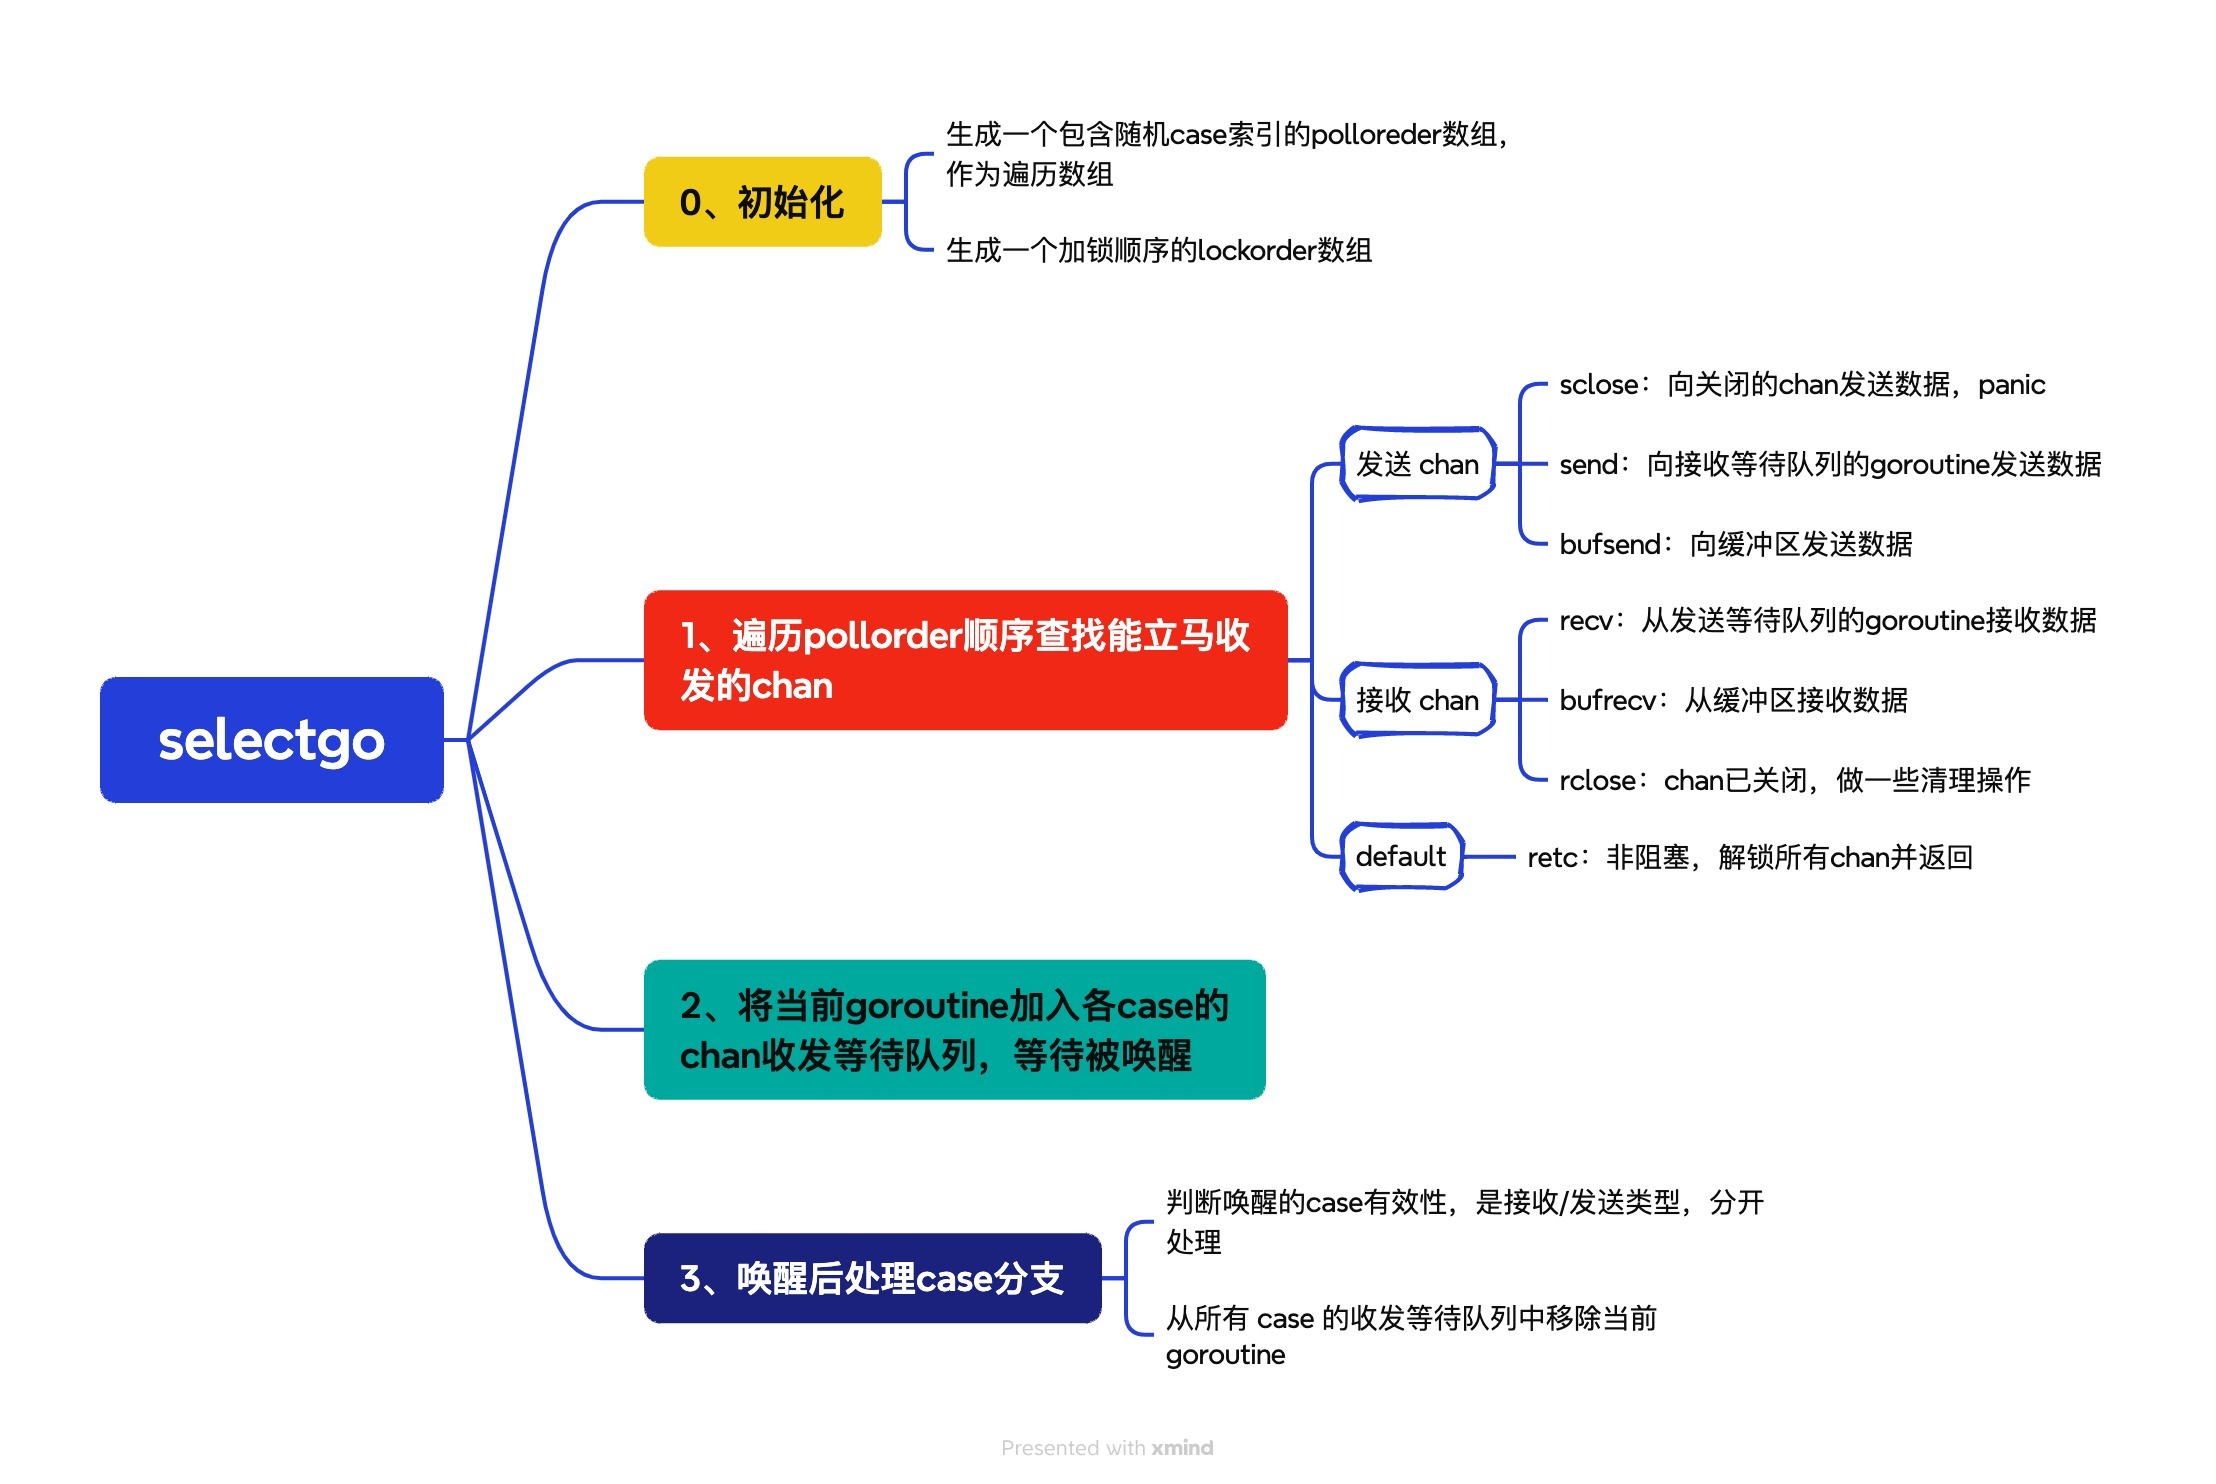 selectgo
0、初始化
生成一个包含随机case索引的polloreder数组，
作为遍历数组
生成一个加锁顺序的lockorder数组
1、遍历pollorder顺序查找能立马收
发的chan
发送 chan
sclose：向关闭的chan发送数据，panic
send：向接收等待队列的goroutine发送数据
bufsend：向缓冲区发送数据
接收 chan
recv：从发送等待队列的goroutine接收数据
bufrecv：从缓冲区接收数据
rclose：chan已关闭，做一些清理操作
default
retc：非阻塞，解锁所有chan并返回
2、将当前goroutine加入各case的
chan收发等待队列，等待被唤醒
3、唤醒后处理case分支
判断唤醒的case有效性，是接收/发送类型，分开
处理
从所有 case 的收发等待队列中移除当前
goroutine
Presented with xmind